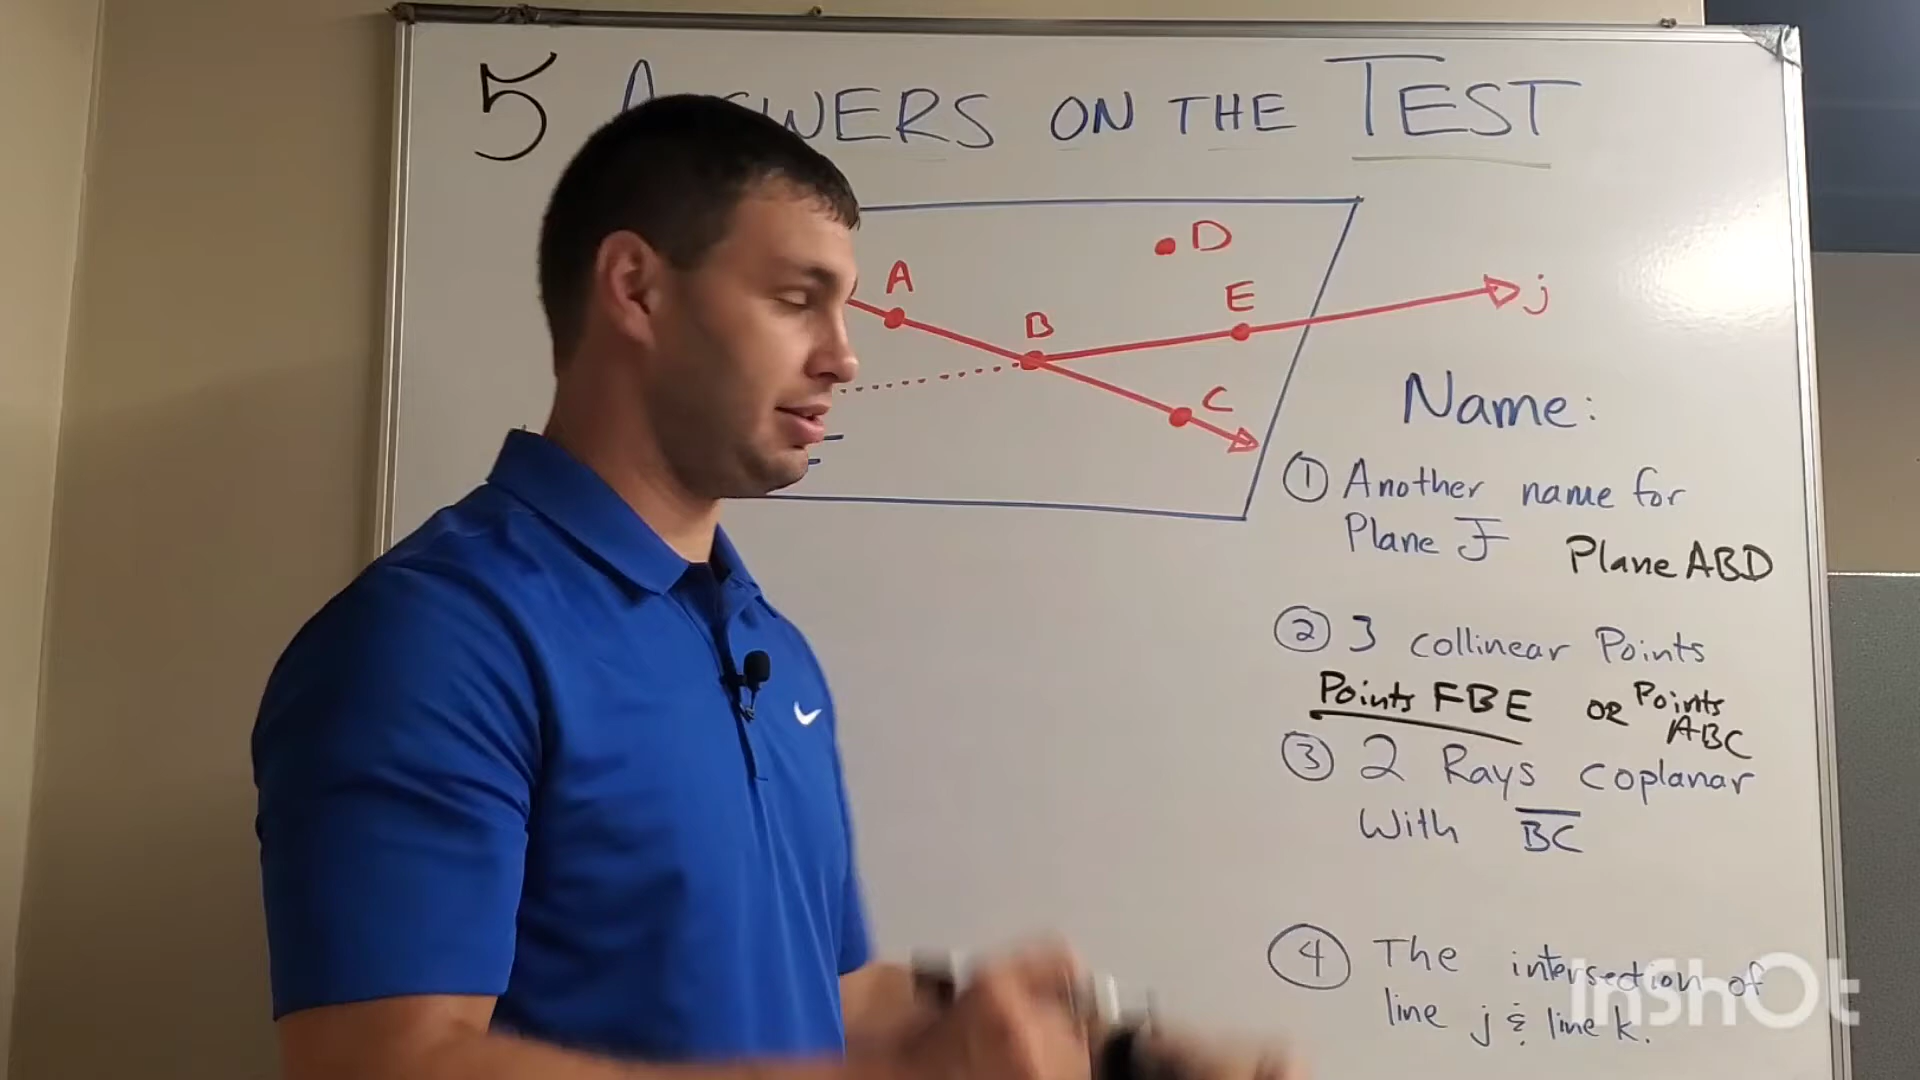 5 ANSWERS ON THE TEST
D
A
E
j
B
C
Name:
① Another name for
Plane F Plane ABD
② 3 collinear Points
Points FBE OR Points
ABC
③ 2 Rays coplanar
With BC
④ The intersection of
line j & line k.
InShOt